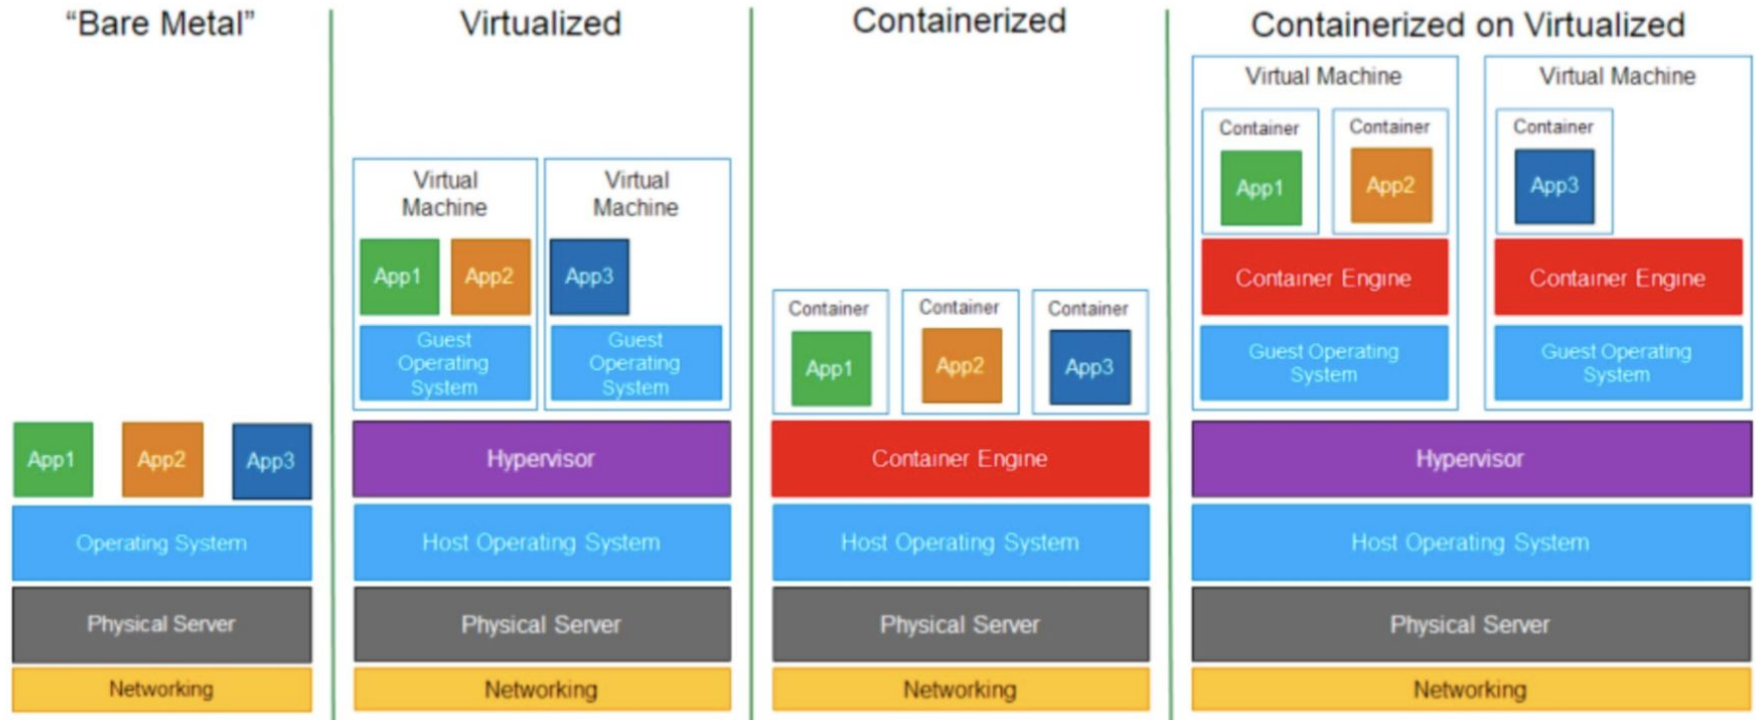 “Bare Metal”
App1
App2
App3
Operating System
Physical Server
Networking
Virtualized
Virtual
Machine
App1
App2
Guest
Operating
System
Virtual
Machine
App3
Guest
Operating
System
Hypervisor
Host Operating System
Physical Server
Networking
Containerized
Container
App1
Container
App2
Container
App3
Container Engine
Host Operating System
Physical Server
Networking
Containerized on Virtualized
Virtual Machine
Container
App1
Container
App2
Container Engine
Guest Operating
System
Virtual Machine
Container
App3
Container Engine
Guest Operating
System
Hypervisor
Host Operating System
Physical Server
Networking